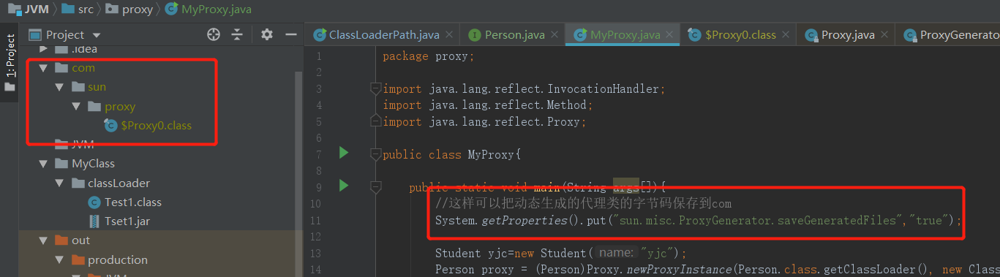 JVM src proxy MyProxy.java
1: Project
Project
.idea
com
sun
proxy
$Proxy0.class
JVM
MyClass
classLoader
Test1.class
Tset1.jar
out
production
JVM
ClassLoaderPath.java Person.java MyProxy.java $Proxy0.class Proxy.java ProxyGenerato
1 package proxy;
2
3 import java.lang.reflect.InvocationHandler;
4 import java.lang.reflect.Method;
5 import java.lang.reflect.Proxy;
6
7 public class MyProxy{
8
9 public static void main(String args[]){
10 //这样可以把动态生成的代理类的字节码保存到com
11 System.getProperties().put("sun.misc.ProxyGenerator.saveGeneratedFiles","true");
12
13 Student yjc=new Student( name: "yjc");
14 Person proxy = (Person)Proxy.newProxyInstance(Person.class.getClassLoader(), new Class